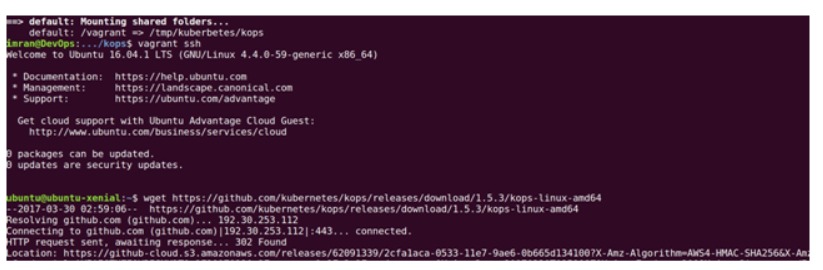 ==> default: Mounting shared folders...
default: /vagrant => /tmp/kuberbetes/kops
imran@DevOps:.../kops$ vagrant ssh
Welcome to Ubuntu 16.04.1 LTS (GNU/Linux 4.4.0-59-generic x86_64)
* Documentation: https://help.ubuntu.com
* Management: https://landscape.canonical.com
* Support: https://ubuntu.com/advantage
Get cloud support with Ubuntu Advantage Cloud Guest:
http://www.ubuntu.com/business/services/cloud
0 packages can be updated.
0 updates are security updates.
ubuntu@ubuntu-xenial:~$ wget https://github.com/kubernetes/kops/releases/download/1.5.3/kops-linux-amd64
--2017-03-30 02:59:06-- https://github.com/kubernetes/kops/releases/download/1.5.3/kops-linux-amd64
Resolving github.com (github.com)... 192.30.253.112
Connecting to github.com (github.com)|192.30.253.112|:443... connected.
HTTP request sent, awaiting response... 302 Found
Location: https://github-cloud.s3.amazonaws.com/releases/62091339/2cfa1aca-0533-11e7-9ae6-0b665d134100?X-Amz-Algorithm=AWS4-HMAC-SHA256&X-Am